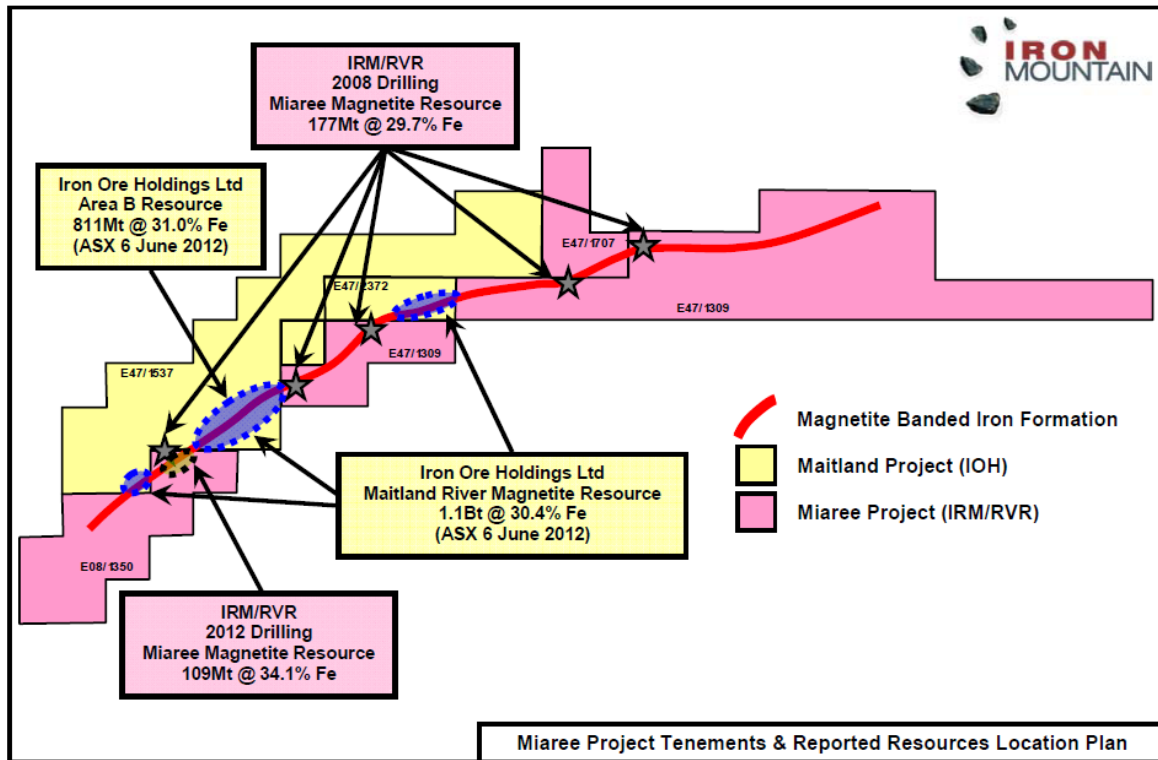 IRON
MOUNTAIN
IRM/RVR
2008 Drilling
Miaree Magnetite Resource
177Mt @ 29.7% Fe
Iron Ore Holdings Ltd
Area B Resource
811Mt @ 31.0% Fe
(ASX 6 June 2012)
E47/1707
E47/2372
E47/1309
E47/1309
E47/1537
Magnetite Banded Iron Formation
Maitland Project (IOH)
Miaree Project (IRM/RVR)
Iron Ore Holdings Ltd
Maitland River Magnetite Resource
1.1Bt @ 30.4% Fe
(ASX 6 June 2012)
E08/1350
IRM/RVR
2012 Drilling
Miaree Magnetite Resource
109Mt @ 34.1% Fe
Miaree Project Tenements & Reported Resources Location Plan